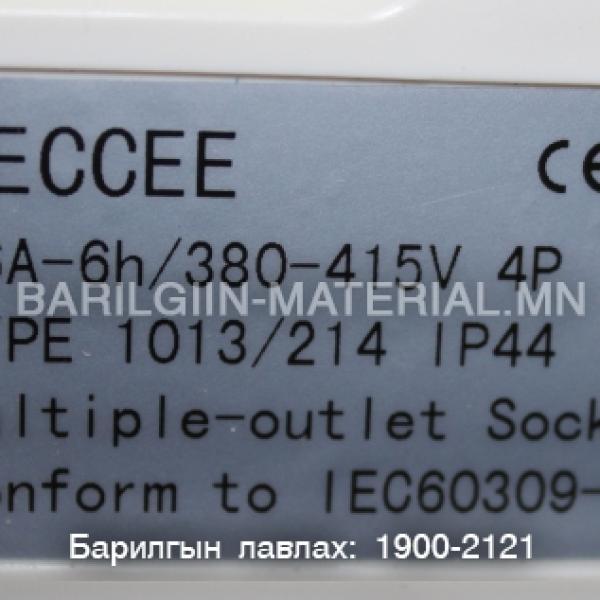 ECCEE CE
6A-6h/380-415V 4P
BARILGIIN-MATERIAL.MN
PE 1013/214 IP44
ltiple-outlet Sock
onform to IEC60309-
Барилгын лавлах: 1900-2121